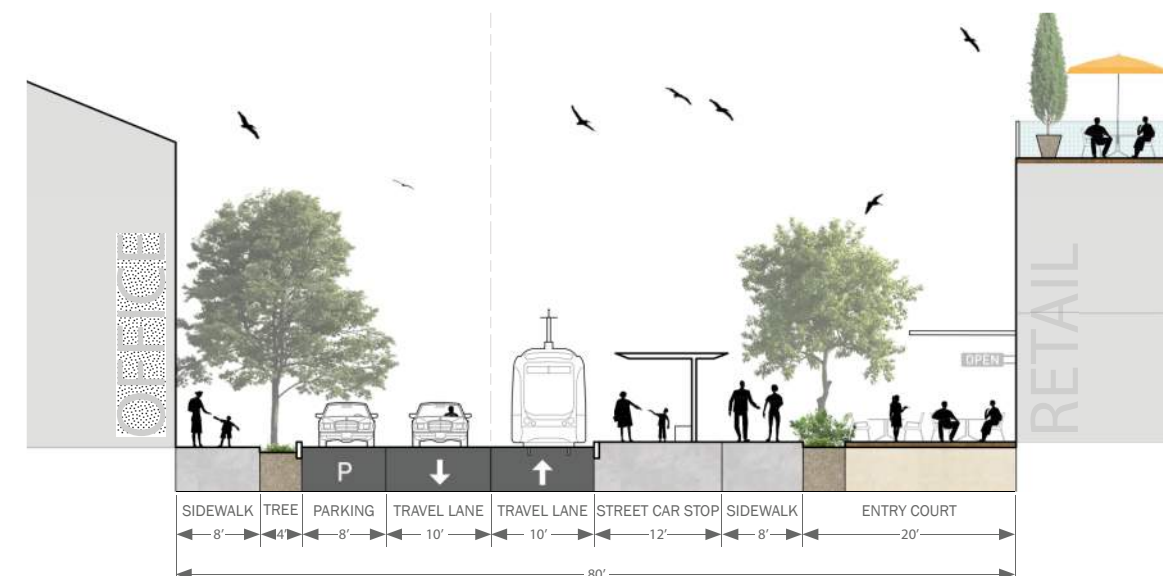 OFFICE
RETAIL
OPEN
P
SIDEWALK TREE PARKING TRAVEL LANE TRAVEL LANE STREET CAR STOP SIDEWALK ENTRY COURT
8' 4' 8' 10' 10' 12' 8' 20'
80'